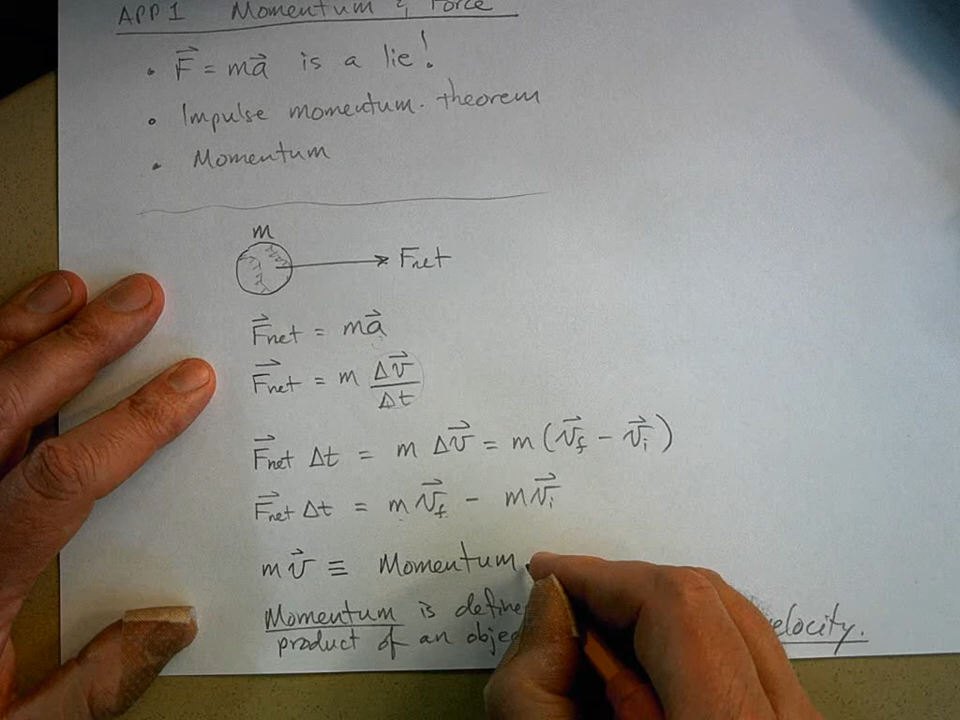 APP 1 Momentum & Force
• F⃗ = ma⃗ is a lie!
• Impulse momentum. theorem
• Momentum
m
Fnet
F⃗net = ma⃗
F⃗net = m Δv⃗/Δt
F⃗net Δt = m Δv⃗ = m (v⃗f − v⃗i)
F⃗net Δt = m v⃗f − m v⃗i
m v⃗ ≡ Momentum
Momentum is define
product of an objec velocity.